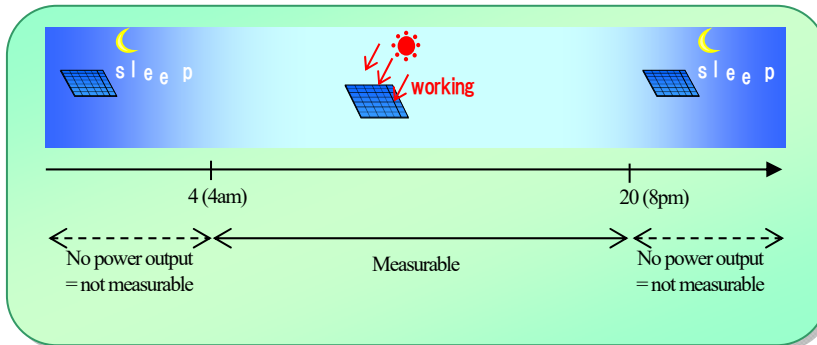 sleep
working
sleep
4 (4am)
20 (8pm)
No power output
= not measurable
Measurable
No power output
= not measurable